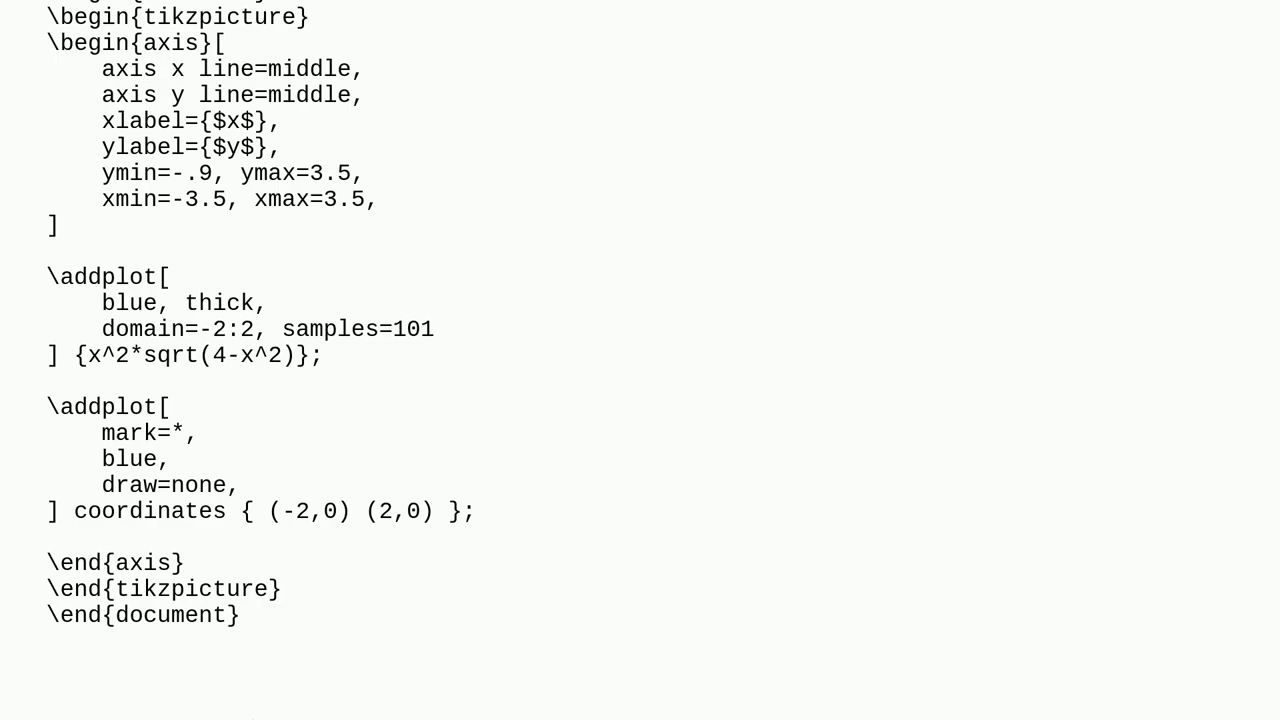 \begin{tikzpicture}
\begin{axis}[
    axis x line=middle,
    axis y line=middle,
    xlabel={$x$},
    ylabel={$y$},
    ymin=-.9, ymax=3.5,
    xmin=-3.5, xmax=3.5,
]

\addplot[
    blue, thick,
    domain=-2:2, samples=101
] {x^2*sqrt(4-x^2)};

\addplot[
    mark=*,
    blue,
    draw=none,
] coordinates { (-2,0) (2,0) };

\end{axis}
\end{tikzpicture}
\end{document}